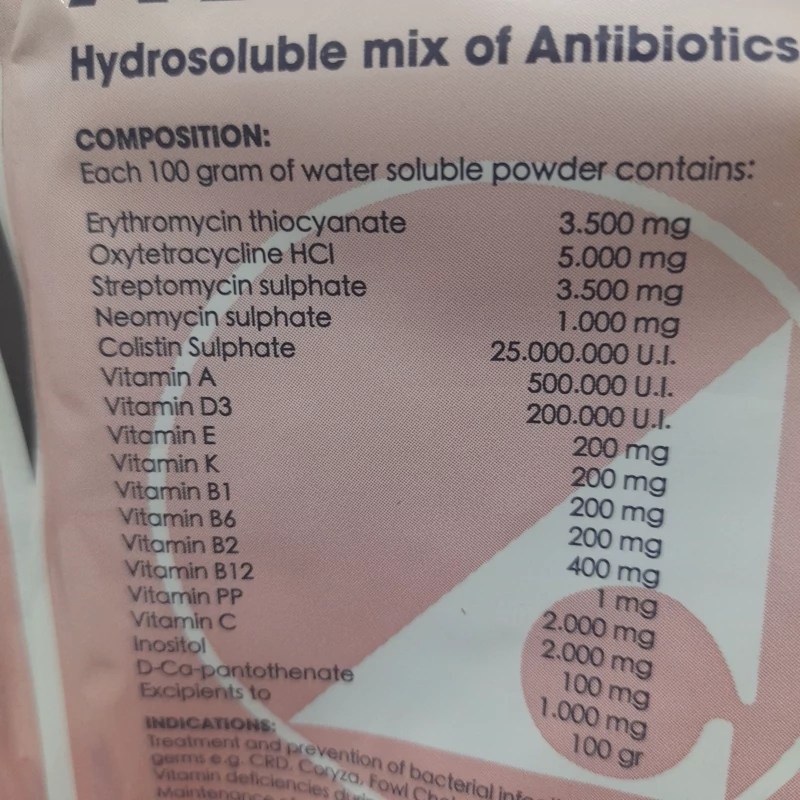 Hydrosoluble mix of Antibiotics
COMPOSITION:
Each 100 gram of water soluble powder contains:
Erythromycin thiocyanate 3.500 mg
Oxytetracycline HCl 5.000 mg
Streptomycin sulphate 3.500 mg
Neomycin sulphate 1.000 mg
Colistin Sulphate 25.000.000 U.I.
Vitamin A 500.000 U.I.
Vitamin D3 200.000 U.I.
Vitamin E 200 mg
Vitamin K 200 mg
Vitamin B1 200 mg
Vitamin B6 200 mg
Vitamin B2 400 mg
Vitamin B12 1 mg
Vitamin PP 2.000 mg
Vitamin C 2.000 mg
Inositol 100 mg
D-Ca-pantothenate 1.000 mg
Excipients to 100 gr
INDICATIONS:
Treatment and prevention of bacterial
germs e.g. CRD, Coryza, Fowl
Vitamin deficiencies
Maintenance